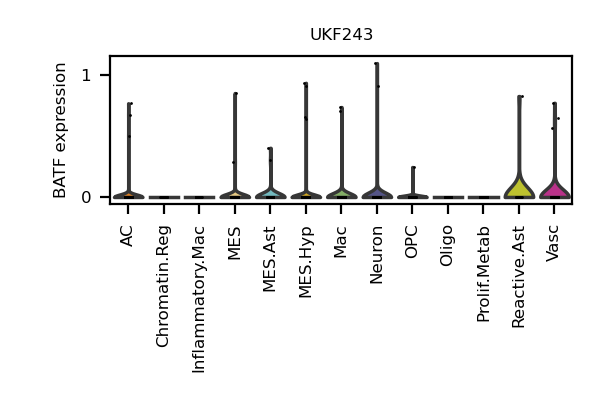 UKF243
BATF expression
1
0
AC
Chromatin.Reg
Inflammatory.Mac
MES
MES.Ast
MES.Hyp
Mac
Neuron
OPC
Oligo
Prolif.Metab
Reactive.Ast
Vasc